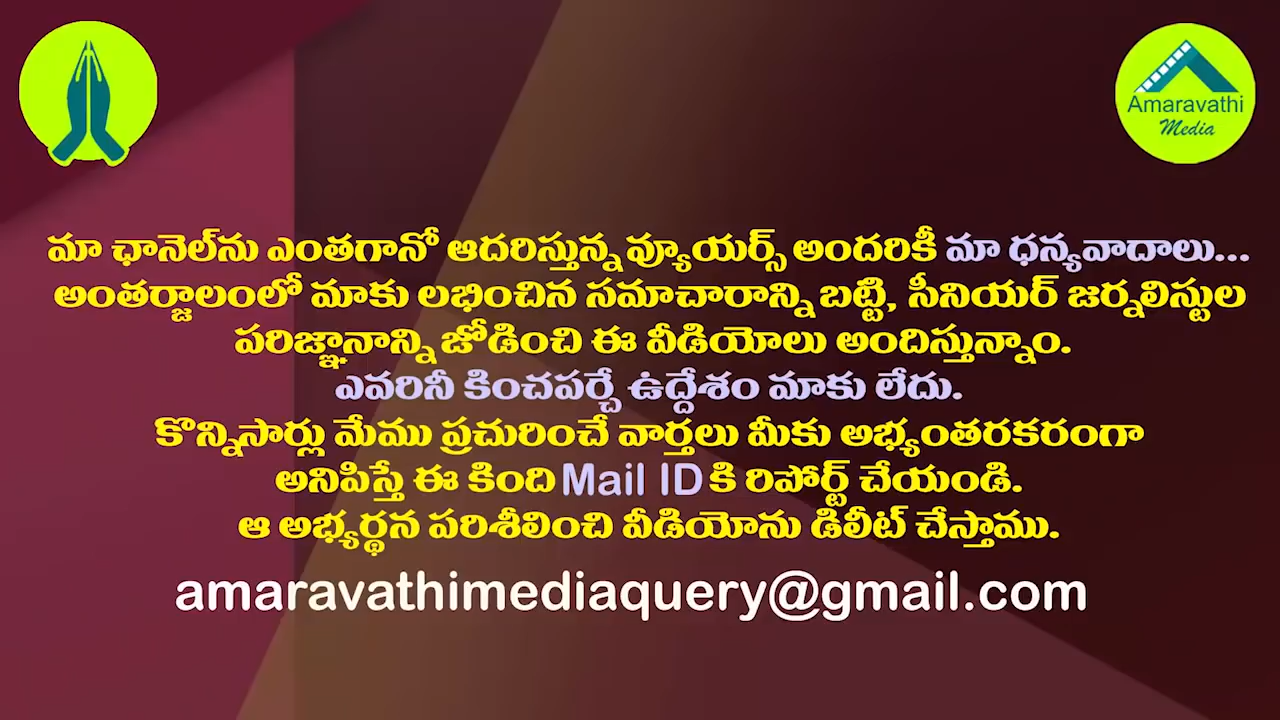 Amaravathi
Media
మా ఛానెల్‌ను ఎంతగానో ఆదరిస్తున్న వ్యూయర్స్ అందరికీ మా ధన్యవాదాలు...
అంతర్జాలంలో మాకు లభించిన సమాచారాన్ని బట్టి, సీనియర్ జర్నలిస్టుల
పరిజ్ఞానాన్ని జోడించి ఈ వీడియోలు అందిస్తున్నాం.
ఎవరినీ కించపర్చే ఉద్దేశం మాకు లేదు.
కొన్నిసార్లు మేము ప్రచురించే వార్తలు మీకు అభ్యంతరకరంగా
అనిపిస్తే ఈ కింది Mail ID కి రిపోర్ట్ చేయండి.
ఆ అభ్యర్థన పరిశీలించి వీడియోను డిలీట్ చేస్తాము.
amaravathimediaquery@gmail.com